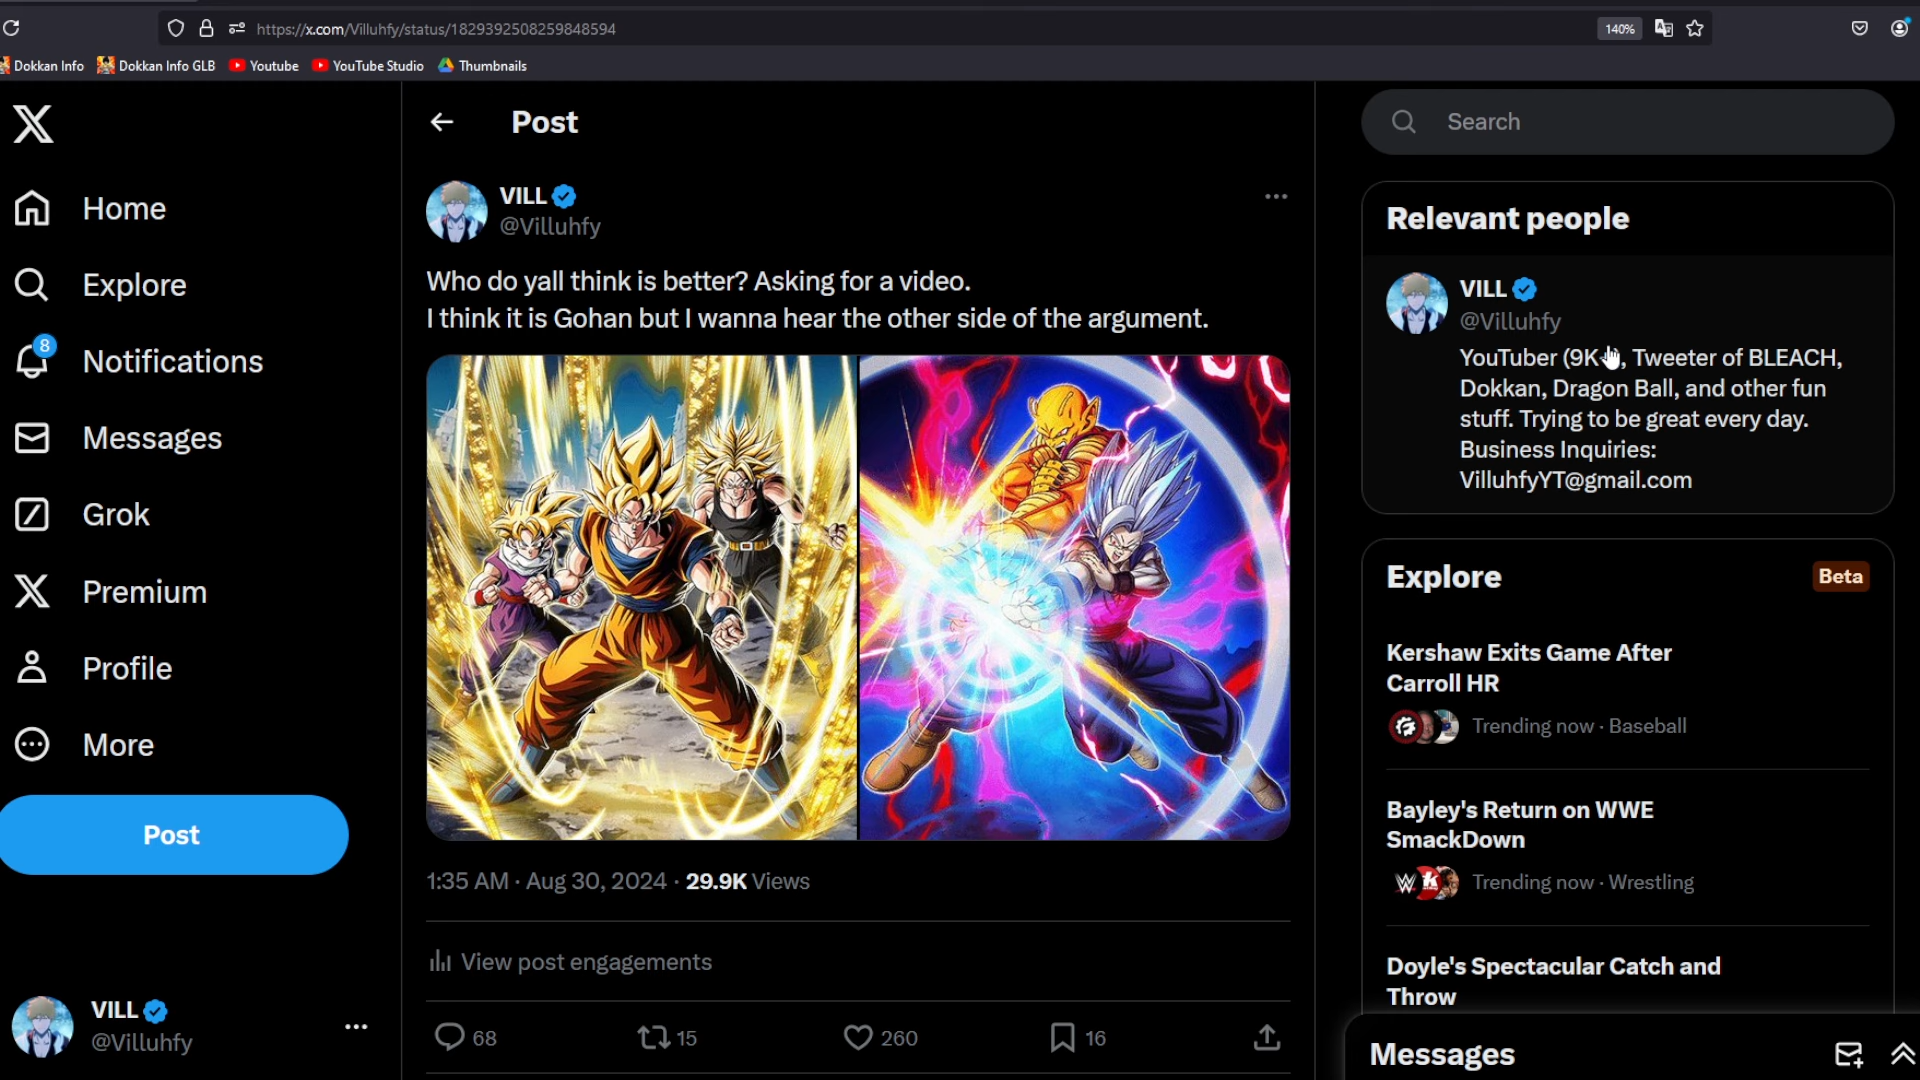 https://x.com/Villuhfy/status/1829392508259848594
140%
Dokkan Info
Dokkan Info GLB
Youtube
YouTube Studio
Thumbnails
Home
Explore
8
Notifications
Messages
Grok
Premium
Profile
More
Post
VILL
@Villuhfy
Post
VILL
@Villuhfy
Who do yall think is better? Asking for a video.
I think it is Gohan but I wanna hear the other side of the argument.
1:35 AM · Aug 30, 2024 · 29.9K Views
View post engagements
68
15
260
16
Search
Relevant people
VILL
@Villuhfy
YouTuber (9K Tweeter of BLEACH,
Dokkan, Dragon Ball, and other fun
stuff. Trying to be great every day.
Business Inquiries:
VilluhfyYT@gmail.com
Explore
Beta
Kershaw Exits Game After
Carroll HR
Trending now · Baseball
Bayley's Return on WWE
SmackDown
Trending now · Wrestling
Doyle's Spectacular Catch and
Throw
Messages